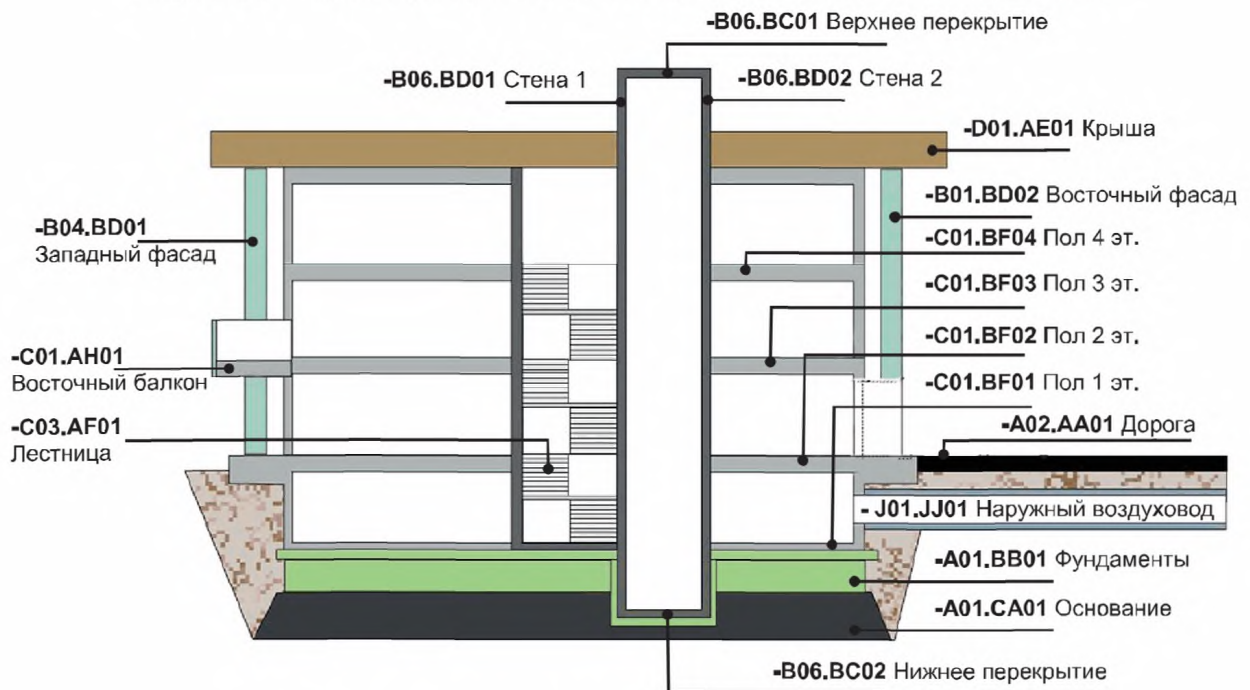 -B06.BC01 Верхнее перекрытие
-B06.BD01 Стена 1
-B06.BD02 Стена 2
-D01.AE01 Крыша
-B04.BD01
Западный фасад
-B01.BD02 Восточный фасад
-C01.BF04 Пол 4 эт.
-C01.BF03 Пол 3 эт.
-C01.BF02 Пол 2 эт.
-C01.AH01
Восточный балкон
-C01.BF01 Пол 1 эт.
-C03.AF01
Лестница
-A02.AA01 Дорога
- J01.JJ01 Наружный воздуховод
-A01.BB01 Фундаменты
-A01.CA01 Основание
-B06.BC02 Нижнее перекрытие